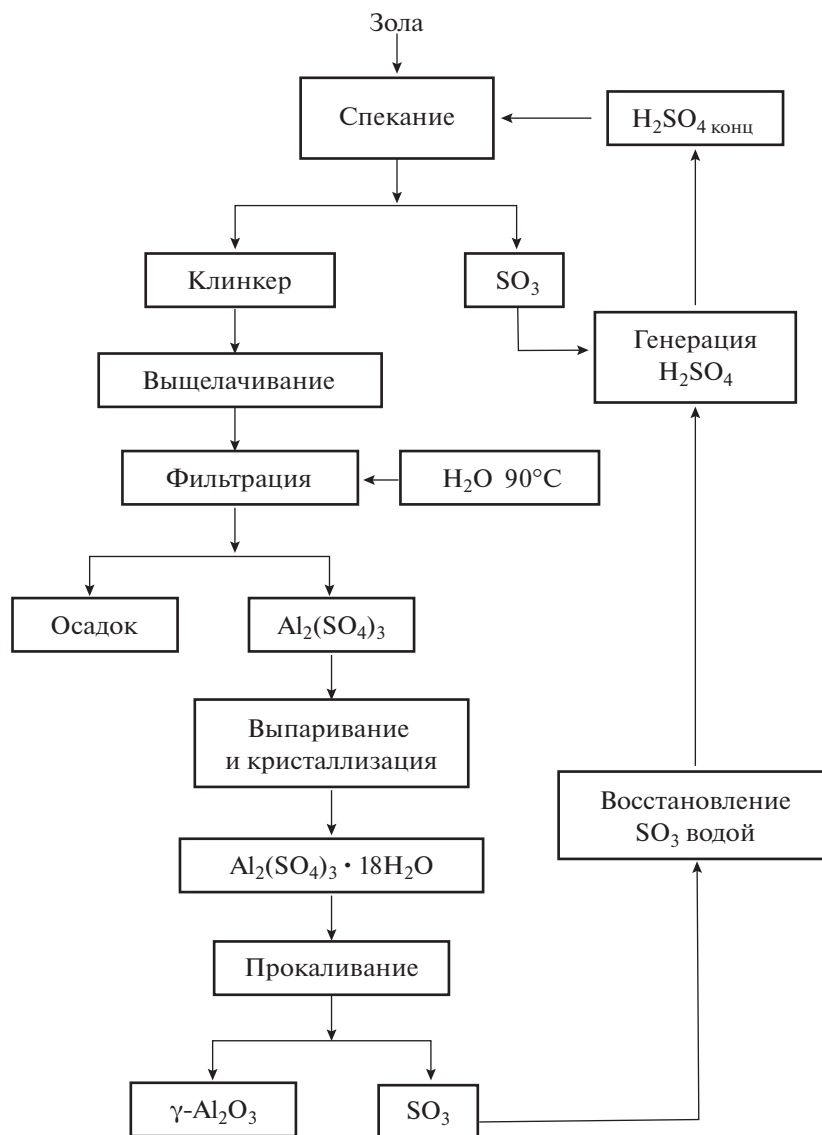 Зола
Спекание
H₂SO₄ конц
Клинкер
SO₃
Генерация
H₂SO₄
Выщелачивание
Фильтрация
H₂O 90°C
Осадок
Al₂(SO₄)₃
Выпаривание
и кристаллизация
Восстановление
SO₃ водой
Al₂(SO₄)₃ · 18H₂O
Прокаливание
γ-Al₂O₃
SO₃